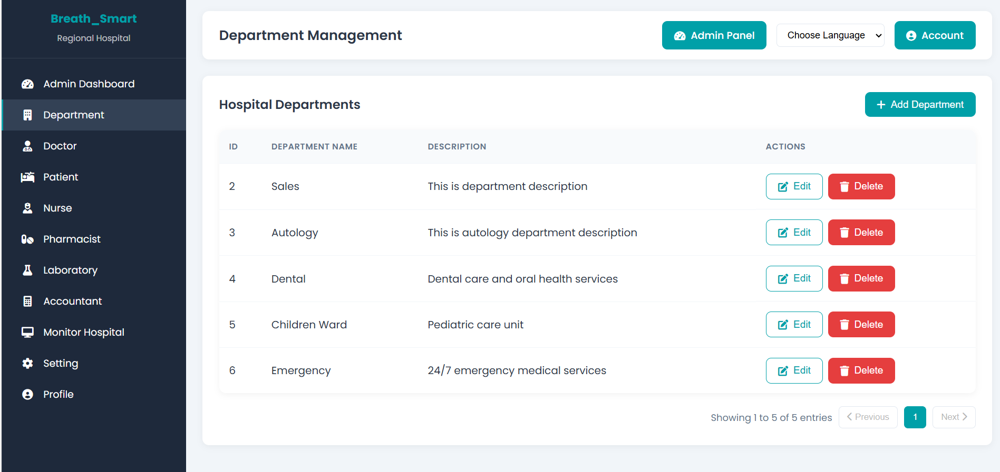 Breath_Smart
Regional Hospital
Admin Dashboard
Department
Doctor
Patient
Nurse
Pharmacist
Laboratory
Accountant
Monitor Hospital
Setting
Profile
Department Management
Admin Panel
Choose Language
Account
Hospital Departments
Add Department
ID DEPARTMENT NAME DESCRIPTION ACTIONS
2 Sales This is department description Edit Delete
3 Autology This is autology department description Edit Delete
4 Dental Dental care and oral health services Edit Delete
5 Children Ward Pediatric care unit Edit Delete
6 Emergency 24/7 emergency medical services Edit Delete
Showing 1 to 5 of 5 entries Previous 1 Next